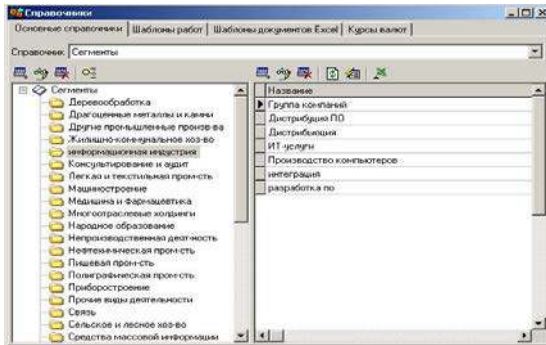 Справочники
Основные справочники Шаблоны работ Шаблоны документов Excel Курсы валют
Справочник: Сегменты
Сегменты
Деревообработка
Драгоценные металлы и камни
Другие промышленные произв-ва
Жилищно-коммунальное хоз-во
информационная индустрия
Консультирование и аудит
Легкая и текстильная пром-сть
Машиностроение
Медицина и фармацевтика
Многоотраслевые холдинги
Народное образование
Непроизводственная деят-ность
Нефтехимическая пром-сть
Пищевая пром-сть
Полиграфическая пром-сть
Приборостроение
Прочие виды деятельности
Связь
Сельское и лесное хоз-во
Средства массовой информации
Название
Группа компаний
Дистрибуция ПО
Дистрибьюция
ИТ-услуги
Производство компьютеров
интеграция
разработка по